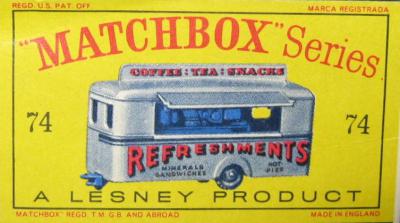 REGD. U.S. PAT. OFF
MARCA REGISTRADA
"MATCHBOX" Series
COFFEE : TEA : SNACKS
74
74
REFRESHMENTS
MINERALS
SANDWICHES
HOT
PIES
A LESNEY PRODUCT
"MATCHBOX" REGD. T.M. G.B. AND ABROAD
MADE IN ENGLAND